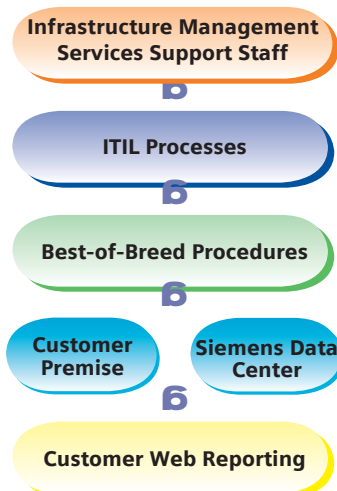 Infrastructure Management
Services Support Staff
ITIL Processes
Best-of-Breed Procedures
Customer
Premise
Siemens Data
Center
Customer Web Reporting